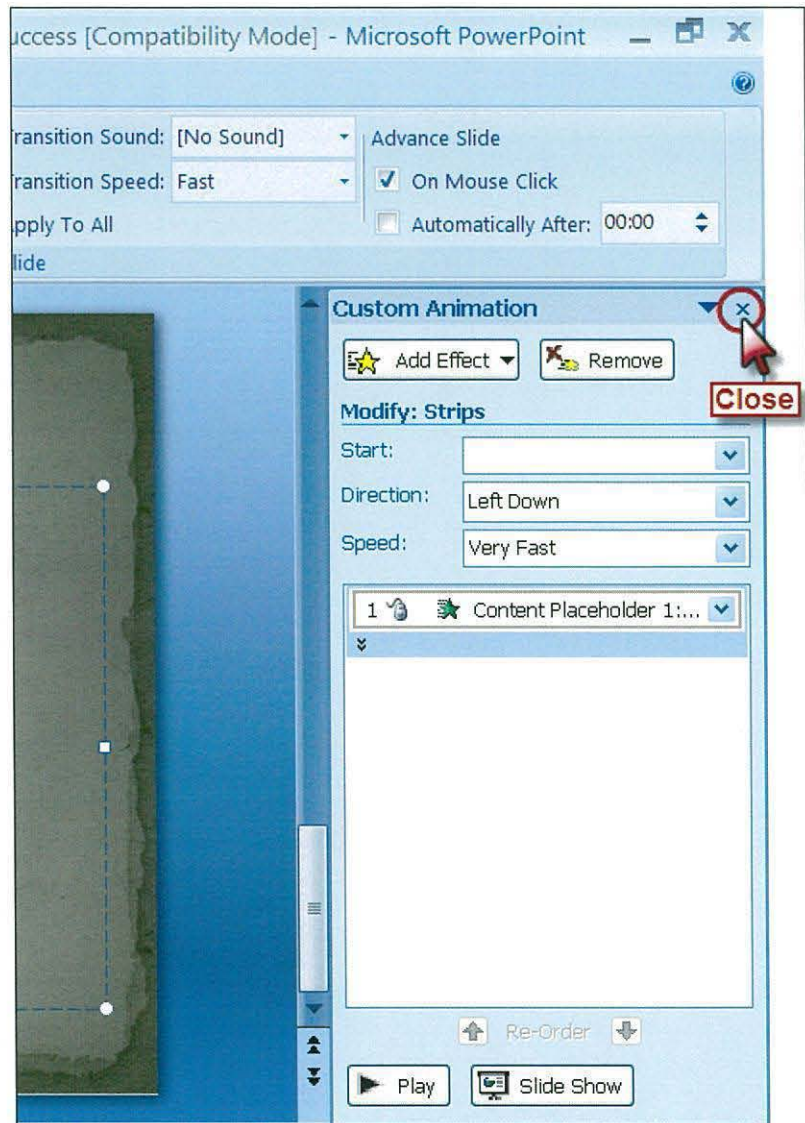 uccess [Compatibility Mode] - Microsoft PowerPoint
ransition Sound: [No Sound]
Advance Slide
ransition Speed: Fast
On Mouse Click
pply To All
Automatically After: 00:00
lide
Custom Animation
Add Effect
Remove
Close
Modify: Strips
Start:
Direction: Left Down
Speed: Very Fast
1 Content Placeholder 1:...
Re-Order
Play
Slide Show